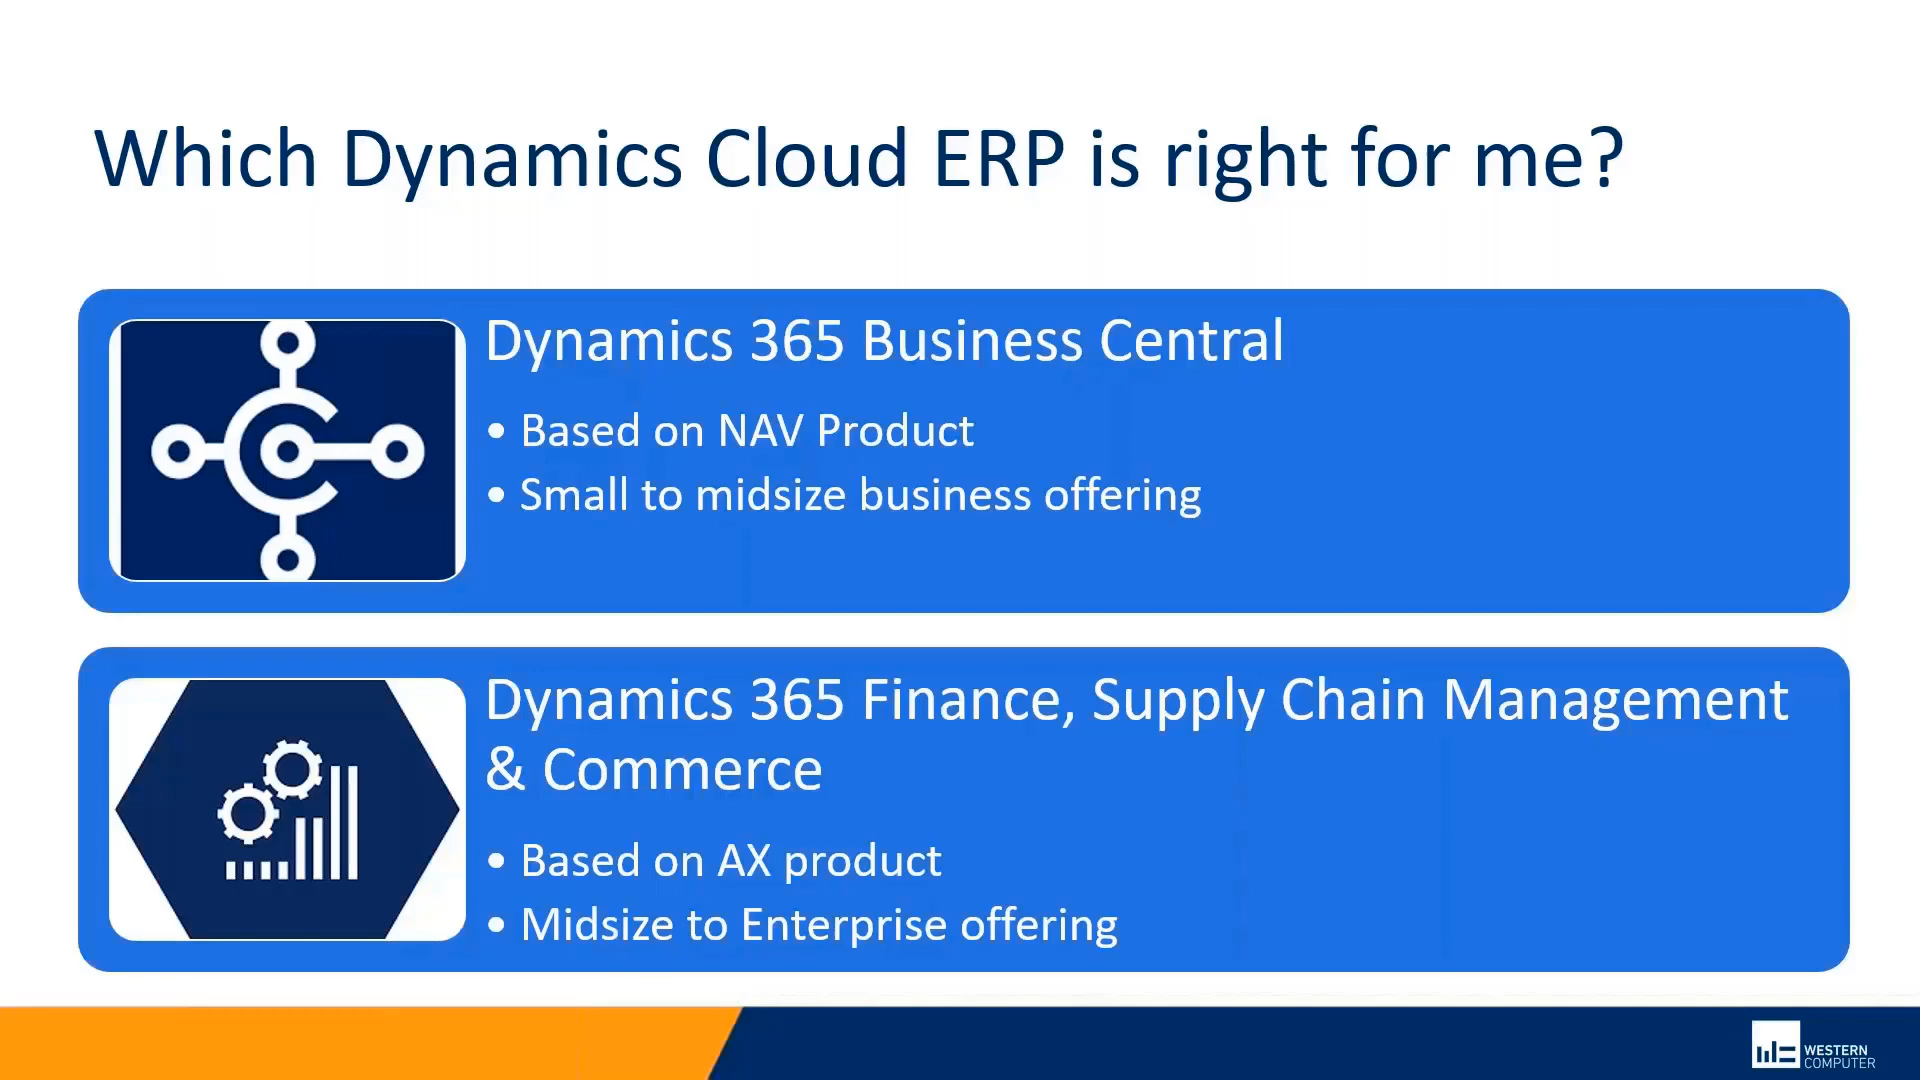 Which Dynamics Cloud ERP is right for me?
Dynamics 365 Business Central
• Based on NAV Product
• Small to midsize business offering
Dynamics 365 Finance, Supply Chain Management
& Commerce
• Based on AX product
• Midsize to Enterprise offering
WESTERN
COMPUTER